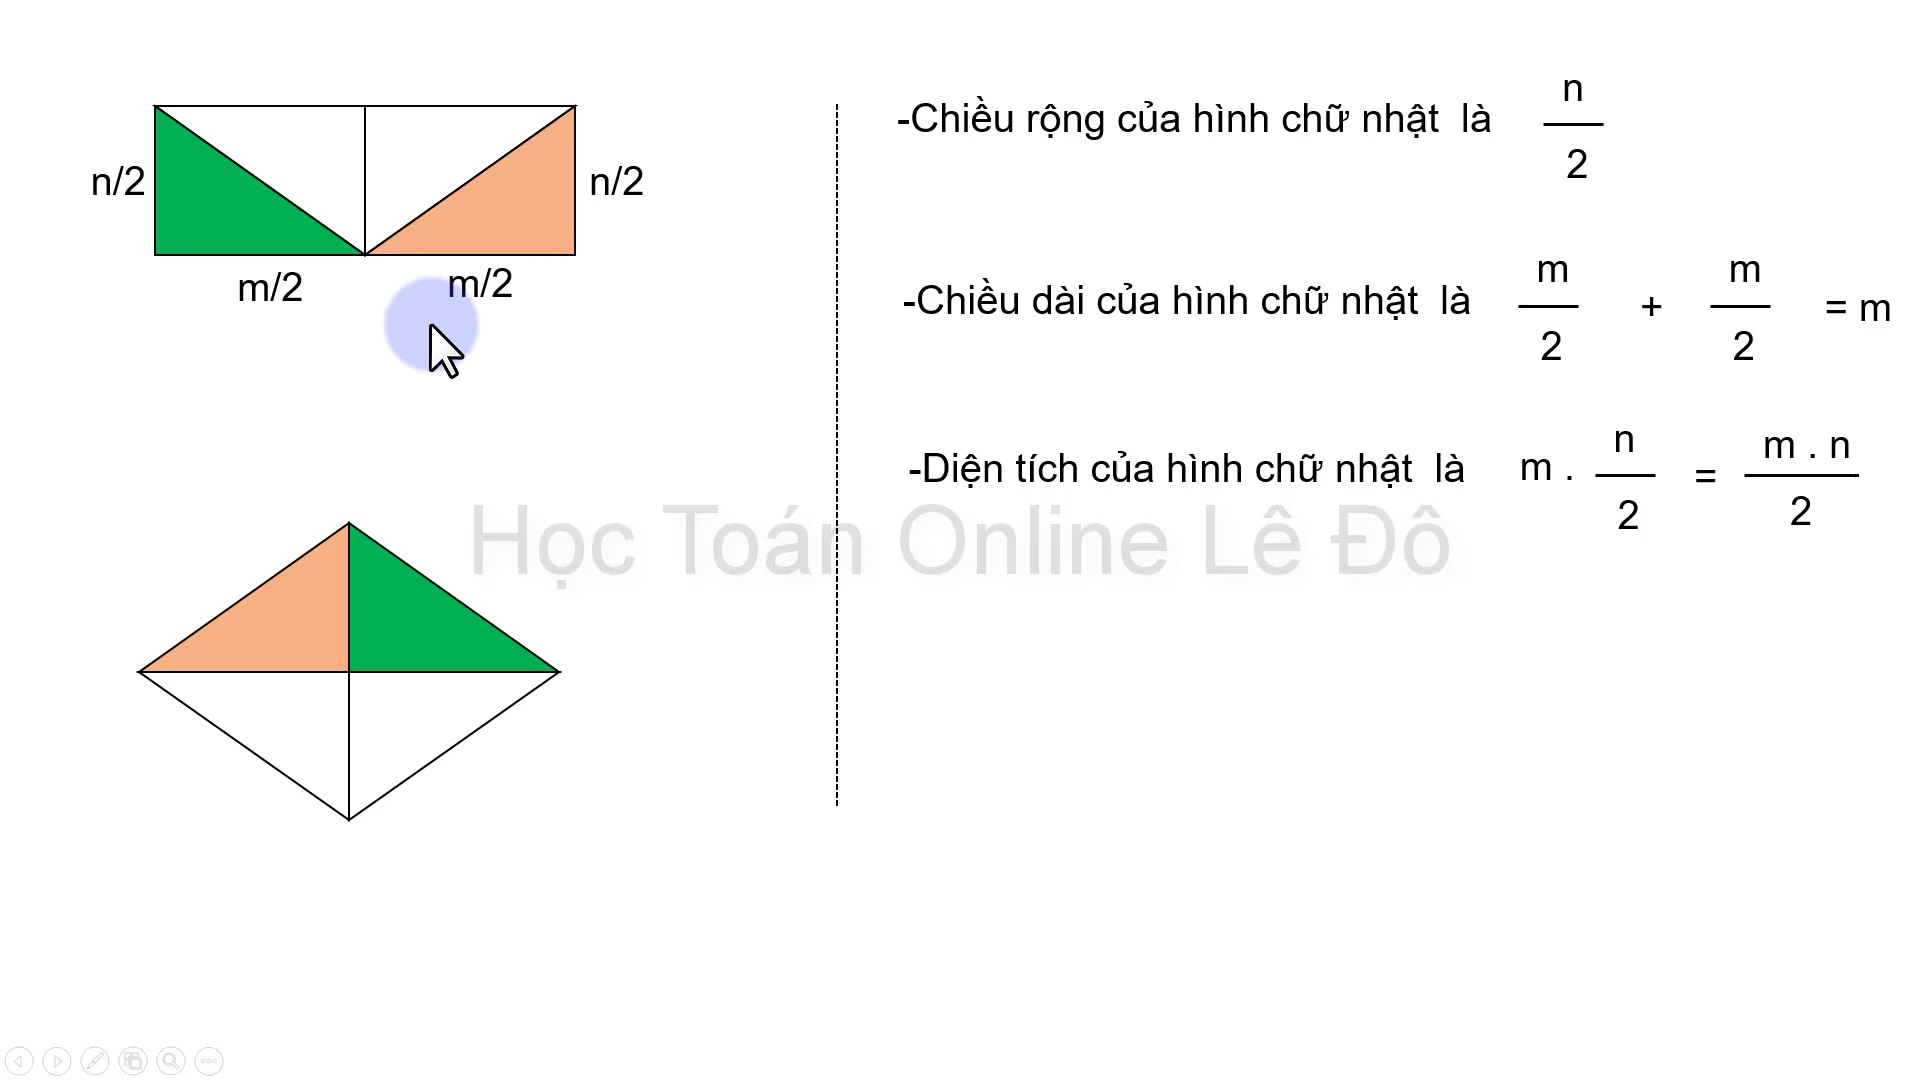 n/2
n/2
m/2
m/2
-Chiều rộng của hình chữ nhật là n/2
-Chiều dài của hình chữ nhật là m/2 + m/2 = m
-Diện tích của hình chữ nhật là m . n/2 = m . n/2
Học Toán Online Lê Đô